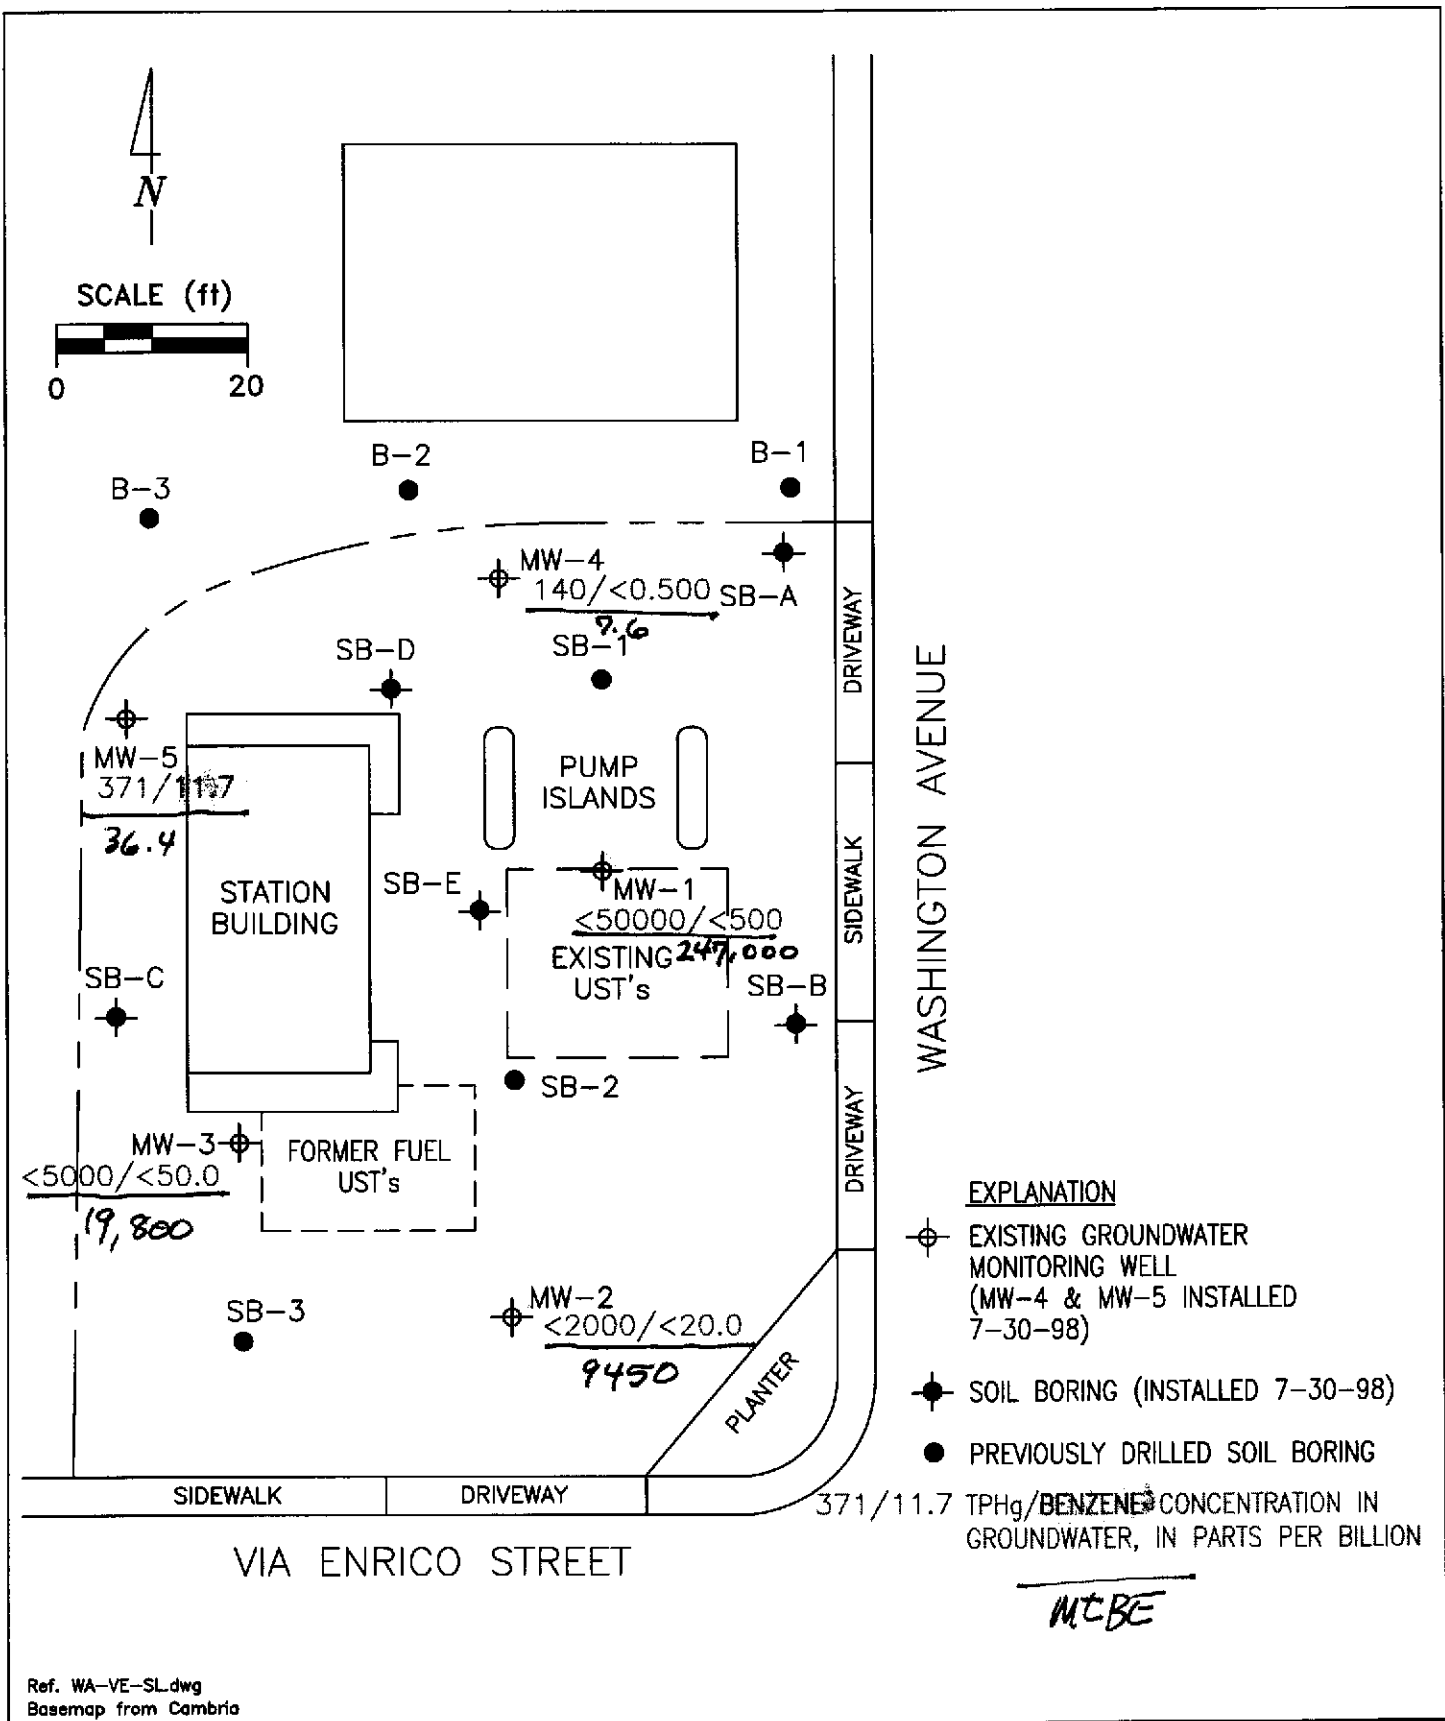 N
SCALE (ft)
0 20
B-2
B-1
B-3
MW-4
140/<0.500
SB-A
7.6
SB-1
SB-D
DRIVEWAY
MW-5
371/11.7
36.4
PUMP
ISLANDS
WASHINGTON AVENUE
SIDEWALK
STATION
BUILDING
SB-E
MW-1
<50000/<500
247,000
EXISTING
UST's
SB-C
SB-B
SB-2
DRIVEWAY
MW-3
<5000/<50.0
19,800
FORMER FUEL
UST's
SB-3
MW-2
<2000/<20.0
9450
PLANTER
SIDEWALK
DRIVEWAY
VIA ENRICO STREET
EXPLANATION
EXISTING GROUNDWATER
MONITORING WELL
(MW-4 & MW-5 INSTALLED
7-30-98)
SOIL BORING (INSTALLED 7-30-98)
PREVIOUSLY DRILLED SOIL BORING
371/11.7 TPHg/BENZENE CONCENTRATION IN
GROUNDWATER, IN PARTS PER BILLION
MtBE
Ref. WA-VE-SL.dwg
Basemap from Cambria